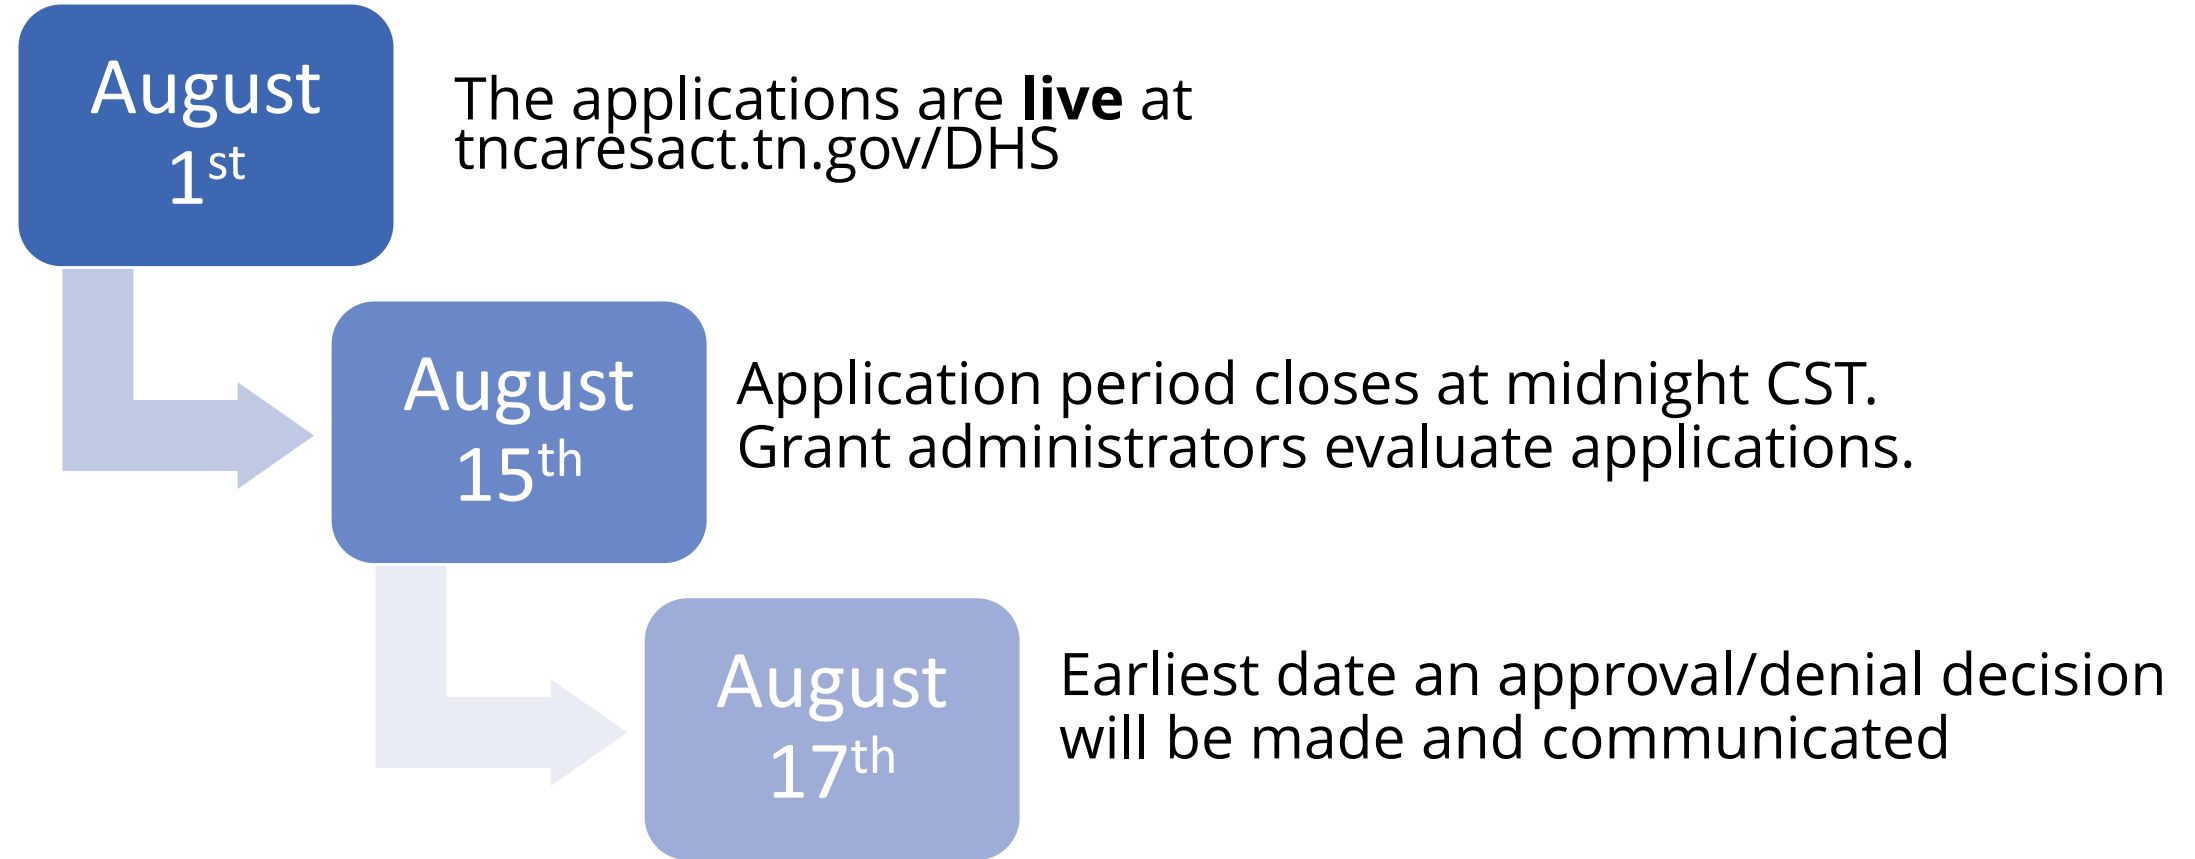 August
1st
The applications are live at
tncaresact.tn.gov/DHS
August
15th
Application period closes at midnight CST.
Grant administrators evaluate applications.
August
17th
Earliest date an approval/denial decision
will be made and communicated